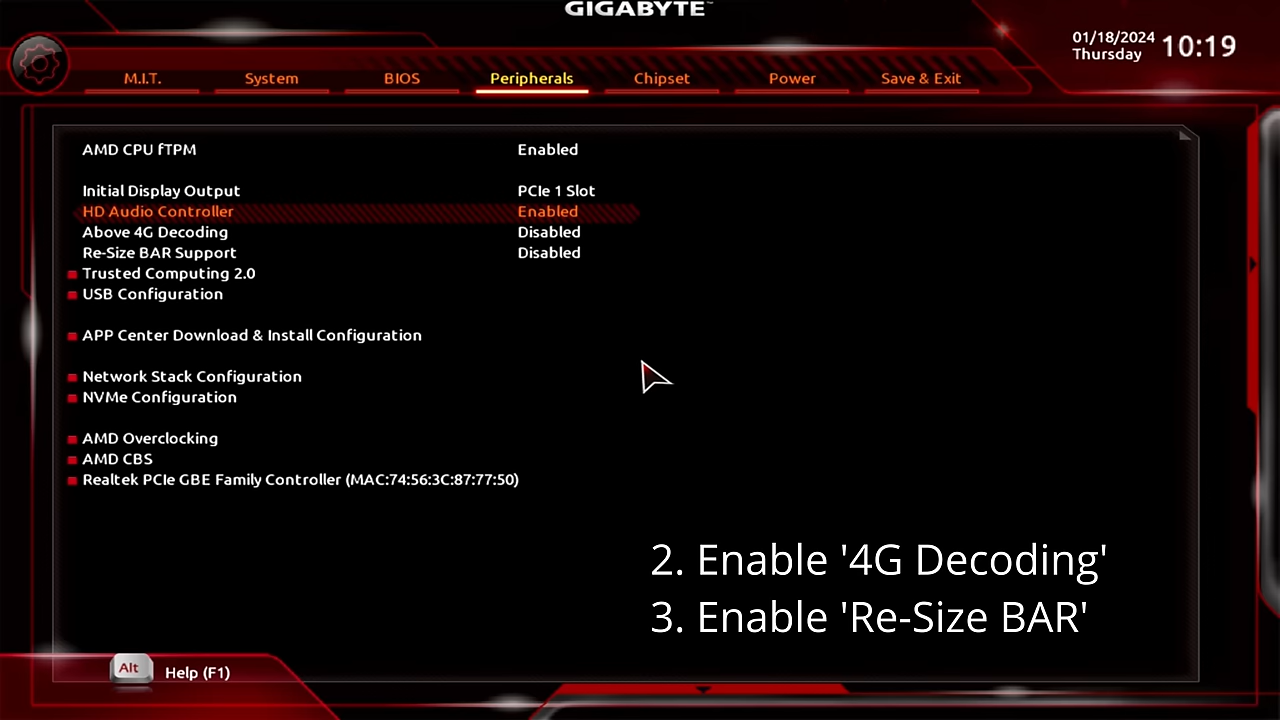 GIGABYTE™
01/18/2024
Thursday 10:19
M.I.T. System BIOS Peripherals Chipset Power Save & Exit
AMD CPU fTPM Enabled
Initial Display Output PCIe 1 Slot
HD Audio Controller Enabled
Above 4G Decoding Disabled
Re-Size BAR Support Disabled
Trusted Computing 2.0
USB Configuration
APP Center Download & Install Configuration
Network Stack Configuration
NVMe Configuration
AMD Overclocking
AMD CBS
Realtek PCIe GBE Family Controller (MAC:74:56:3C:87:77:50)
2. Enable '4G Decoding'
3. Enable 'Re-Size BAR'
Alt Help (F1)